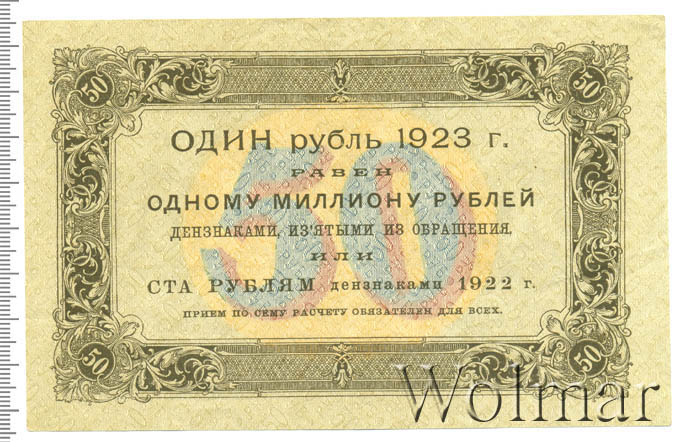 50 50
ОДИН рубль 1923 г.
РАВЕН
ОДНОМУ МИЛЛИОНУ РУБЛЕЙ
ДЕНЗНАКАМИ, ИЗ'ЯТЫМИ ИЗ ОБРАЩЕНИЯ,
ИЛИ
СТА РУБЛЯМ дензнаками 1922 г.
ПРИЕМ ПО СЕМУ РАСЧЕТУ ОБЯЗАТЕЛЕН ДЛЯ ВСЕХ.
50
50 50
Wolmar